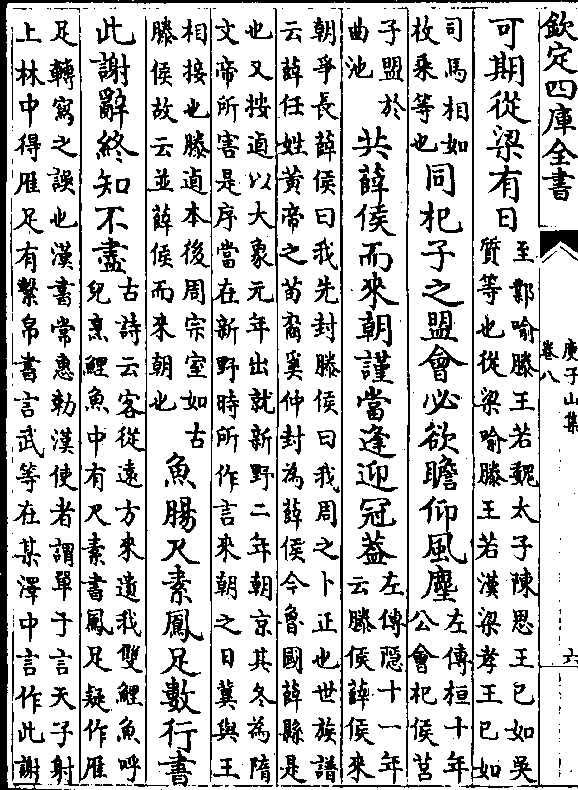 欽定四庫全書
庾子山集
卷八
六
可期從梁有日
至鄴喻滕王若魏太子陳思王已如吳
質等也從梁喻滕王若漢梁孝王已如
司馬相如
枚乘等也
同杞子之盟會必欲瞻仰風塵
左傳桓十年
公會杞侯莒
子盟於
曲池
共薛侯而來朝謹當逢迎冠葢
左傳隱十一年
云滕侯薛侯來
朝爭長薛侯曰我先封滕侯曰我周之卜正也世族譜
云薛任姓黃帝之苗裔奚仲封為薛侯今魯國薛縣是
也又按逌以大象元年出就新野二年朝京其冬為隋
文帝所害是序當在新野時所作言來朝之日冀與王
相接也滕逌本後周宗室如古
滕侯故云並薛侯而來朝也
魚腸尺素鳳足數行書
此謝辭終知不盡
古詩云客從遠方來遺我雙鯉魚呼
兒烹鯉魚中有尺素書鳳足疑作雁
足轉寫之誤也漢書常惠勅漢使者謂單于言天子射
上林中得雁足有繫帛書言武等在某澤中言作此謝